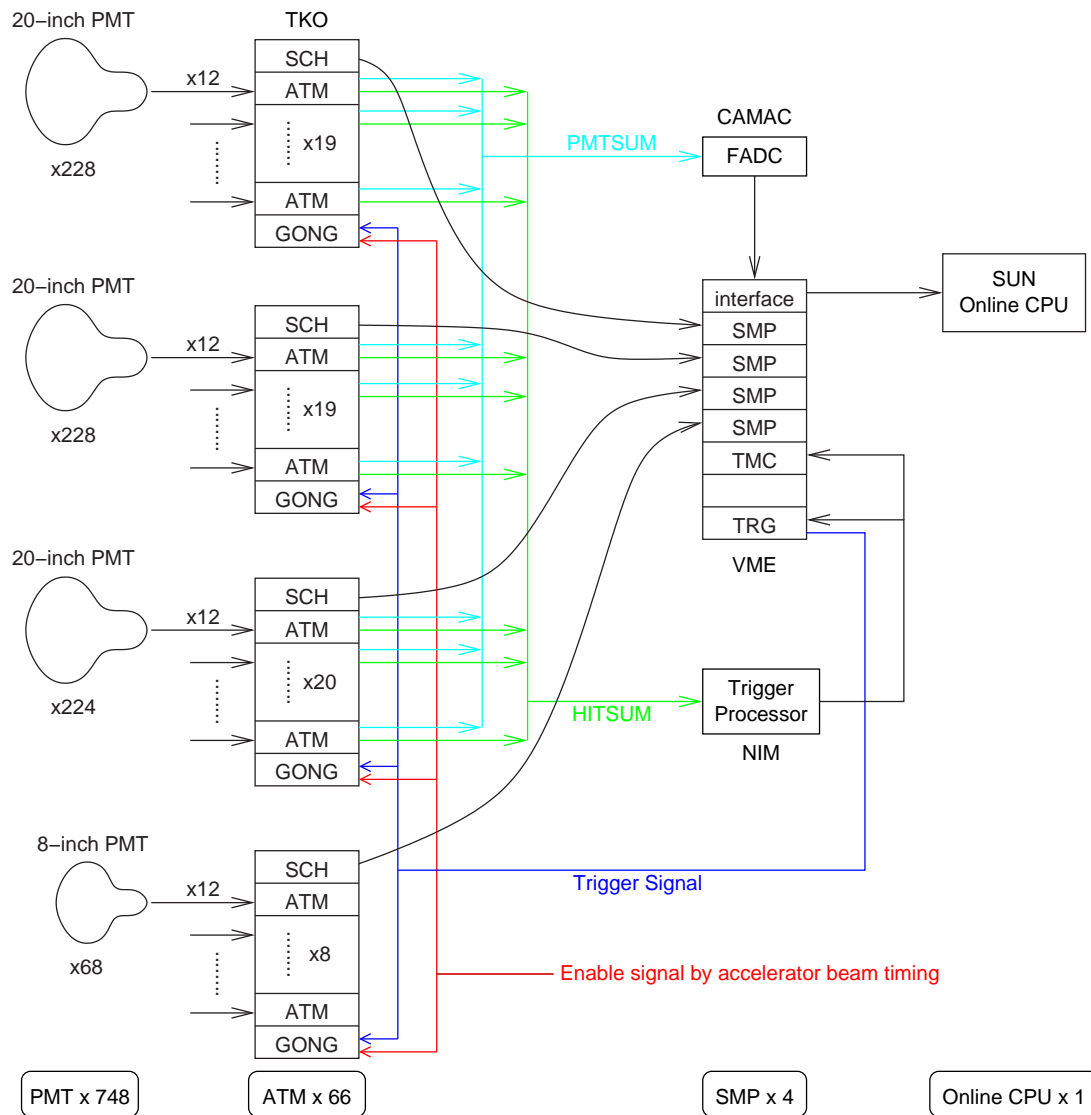 20−inch PMT
TKO
SCH
x12
ATM
x19
x228
ATM
GONG
PMTSUM
CAMAC
FADC
20−inch PMT
SCH
x12
ATM
x19
x228
ATM
GONG
interface
SMP
SMP
SMP
SMP
TMC
TRG
VME
SUN
Online CPU
20−inch PMT
SCH
x12
ATM
x20
x224
ATM
GONG
HITSUM
Trigger
Processor
NIM
8−inch PMT
SCH
x12
ATM
x8
x68
ATM
GONG
Trigger Signal
Enable signal by accelerator beam timing
PMT x 748
ATM x 66
SMP x 4
Online CPU x 1